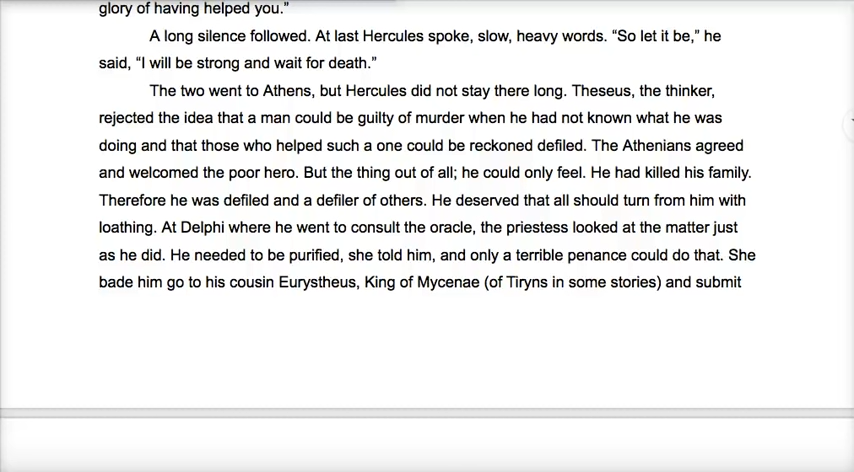 glory of having helped you.”
A long silence followed. At last Hercules spoke, slow, heavy words. “So let it be,” he
said, “I will be strong and wait for death.”
The two went to Athens, but Hercules did not stay there long. Theseus, the thinker,
rejected the idea that a man could be guilty of murder when he had not known what he was
doing and that those who helped such a one could be reckoned defiled. The Athenians agreed
and welcomed the poor hero. But the thing out of all; he could only feel. He had killed his family.
Therefore he was defiled and a defiler of others. He deserved that all should turn from him with
loathing. At Delphi where he went to consult the oracle, the priestess looked at the matter just
as he did. He needed to be purified, she told him, and only a terrible penance could do that. She
bade him go to his cousin Eurystheus, King of Mycenae (of Tiryns in some stories) and submit